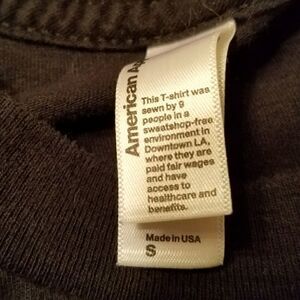 American
This T-shirt was
sewn by 9
people in a
sweatshop-free
environment in
Downtown LA,
where they are
paid fair wages
and have
access to
healthcare and
benefits.
Made in USA
S